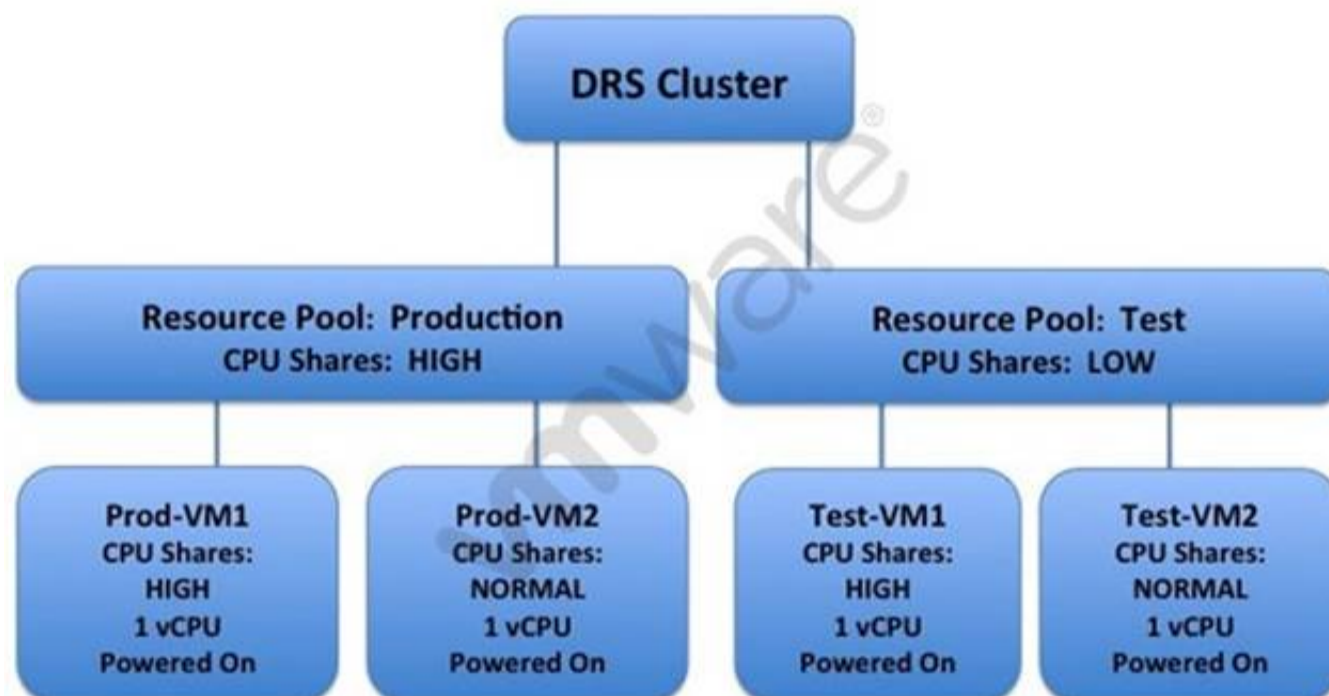 DRS Cluster
Resource Pool: Production
CPU Shares: HIGH
Resource Pool: Test
CPU Shares: LOW
Prod-VM1
CPU Shares:
HIGH
1 vCPU
Powered On
Prod-VM2
CPU Shares:
NORMAL
1 vCPU
Powered On
Test-VM1
CPU Shares:
HIGH
1 vCPU
Powered On
Test-VM2
CPU Shares:
NORMAL
1 vCPU
Powered On
vmware®